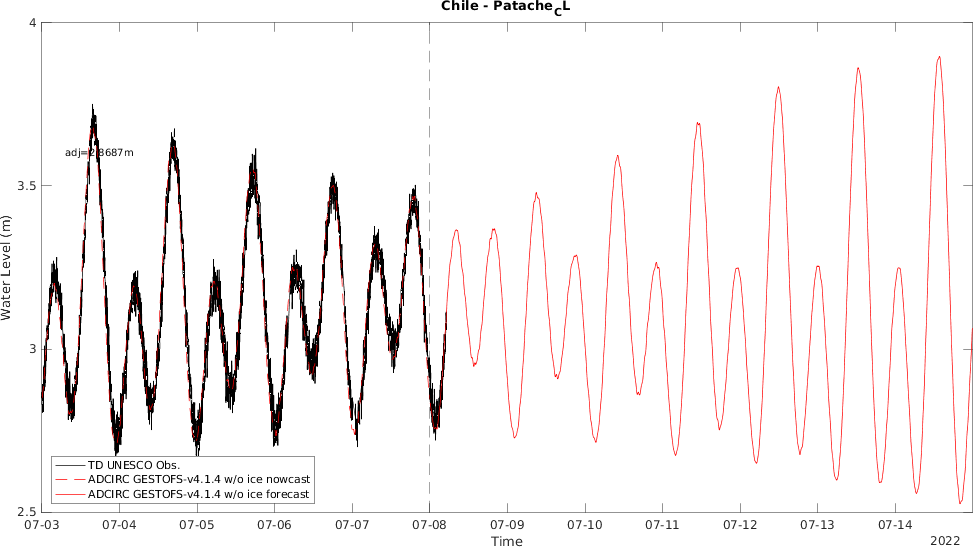 Chile - Patache_CL
4
3.5
3
2.5
Water Level (m)
adj=2.8687m
TD UNESCO Obs.
ADCIRC GESTOFS-v4.1.4 w/o ice nowcast
ADCIRC GESTOFS-v4.1.4 w/o ice forecast
07-03 07-04 07-05 07-06 07-07 07-08 07-09 07-10 07-11 07-12 07-13 07-14
Time
2022